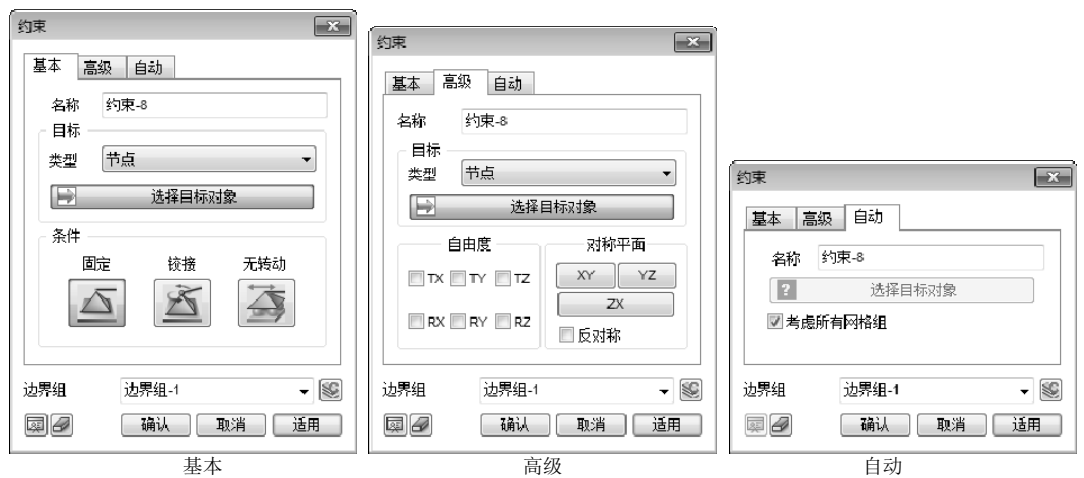 约束
基本 高级 自动
名称 约束-8
目标
类型 节点
选择目标对象
条件
固定 铰接 无转动
边界组 边界组-1
确认 取消 适用
基本
约束
基本 高级 自动
名称 约束-8
目标
类型 节点
选择目标对象
自由度 对称平面
TX TY TZ XY YZ
ZX
RX RY RZ 反对称
边界组 边界组-1
确认 取消 适用
高级
约束
基本 高级 自动
名称 约束-8
? 选择目标对象
考虑所有网格组
边界组 边界组-1
确认 取消 适用
自动